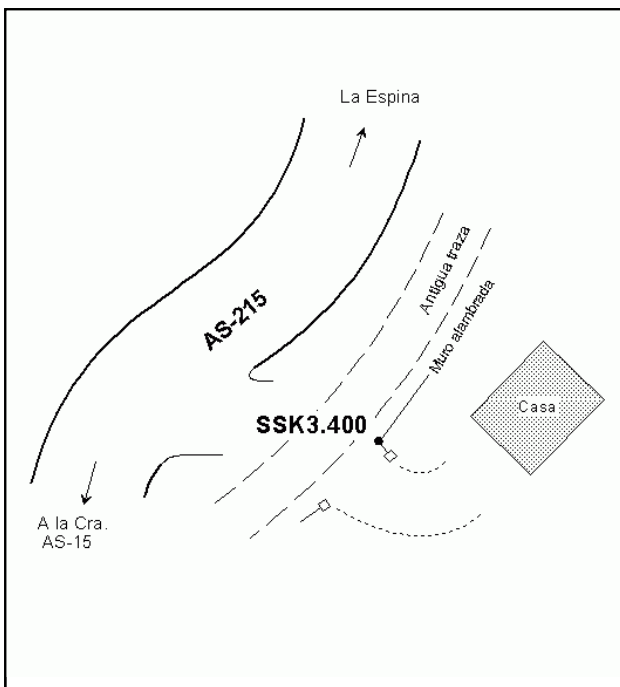 La Espina
Antigua traza
Muro alambrada
AS-215
Casa
SSK3.400
A la Cra.
AS-15